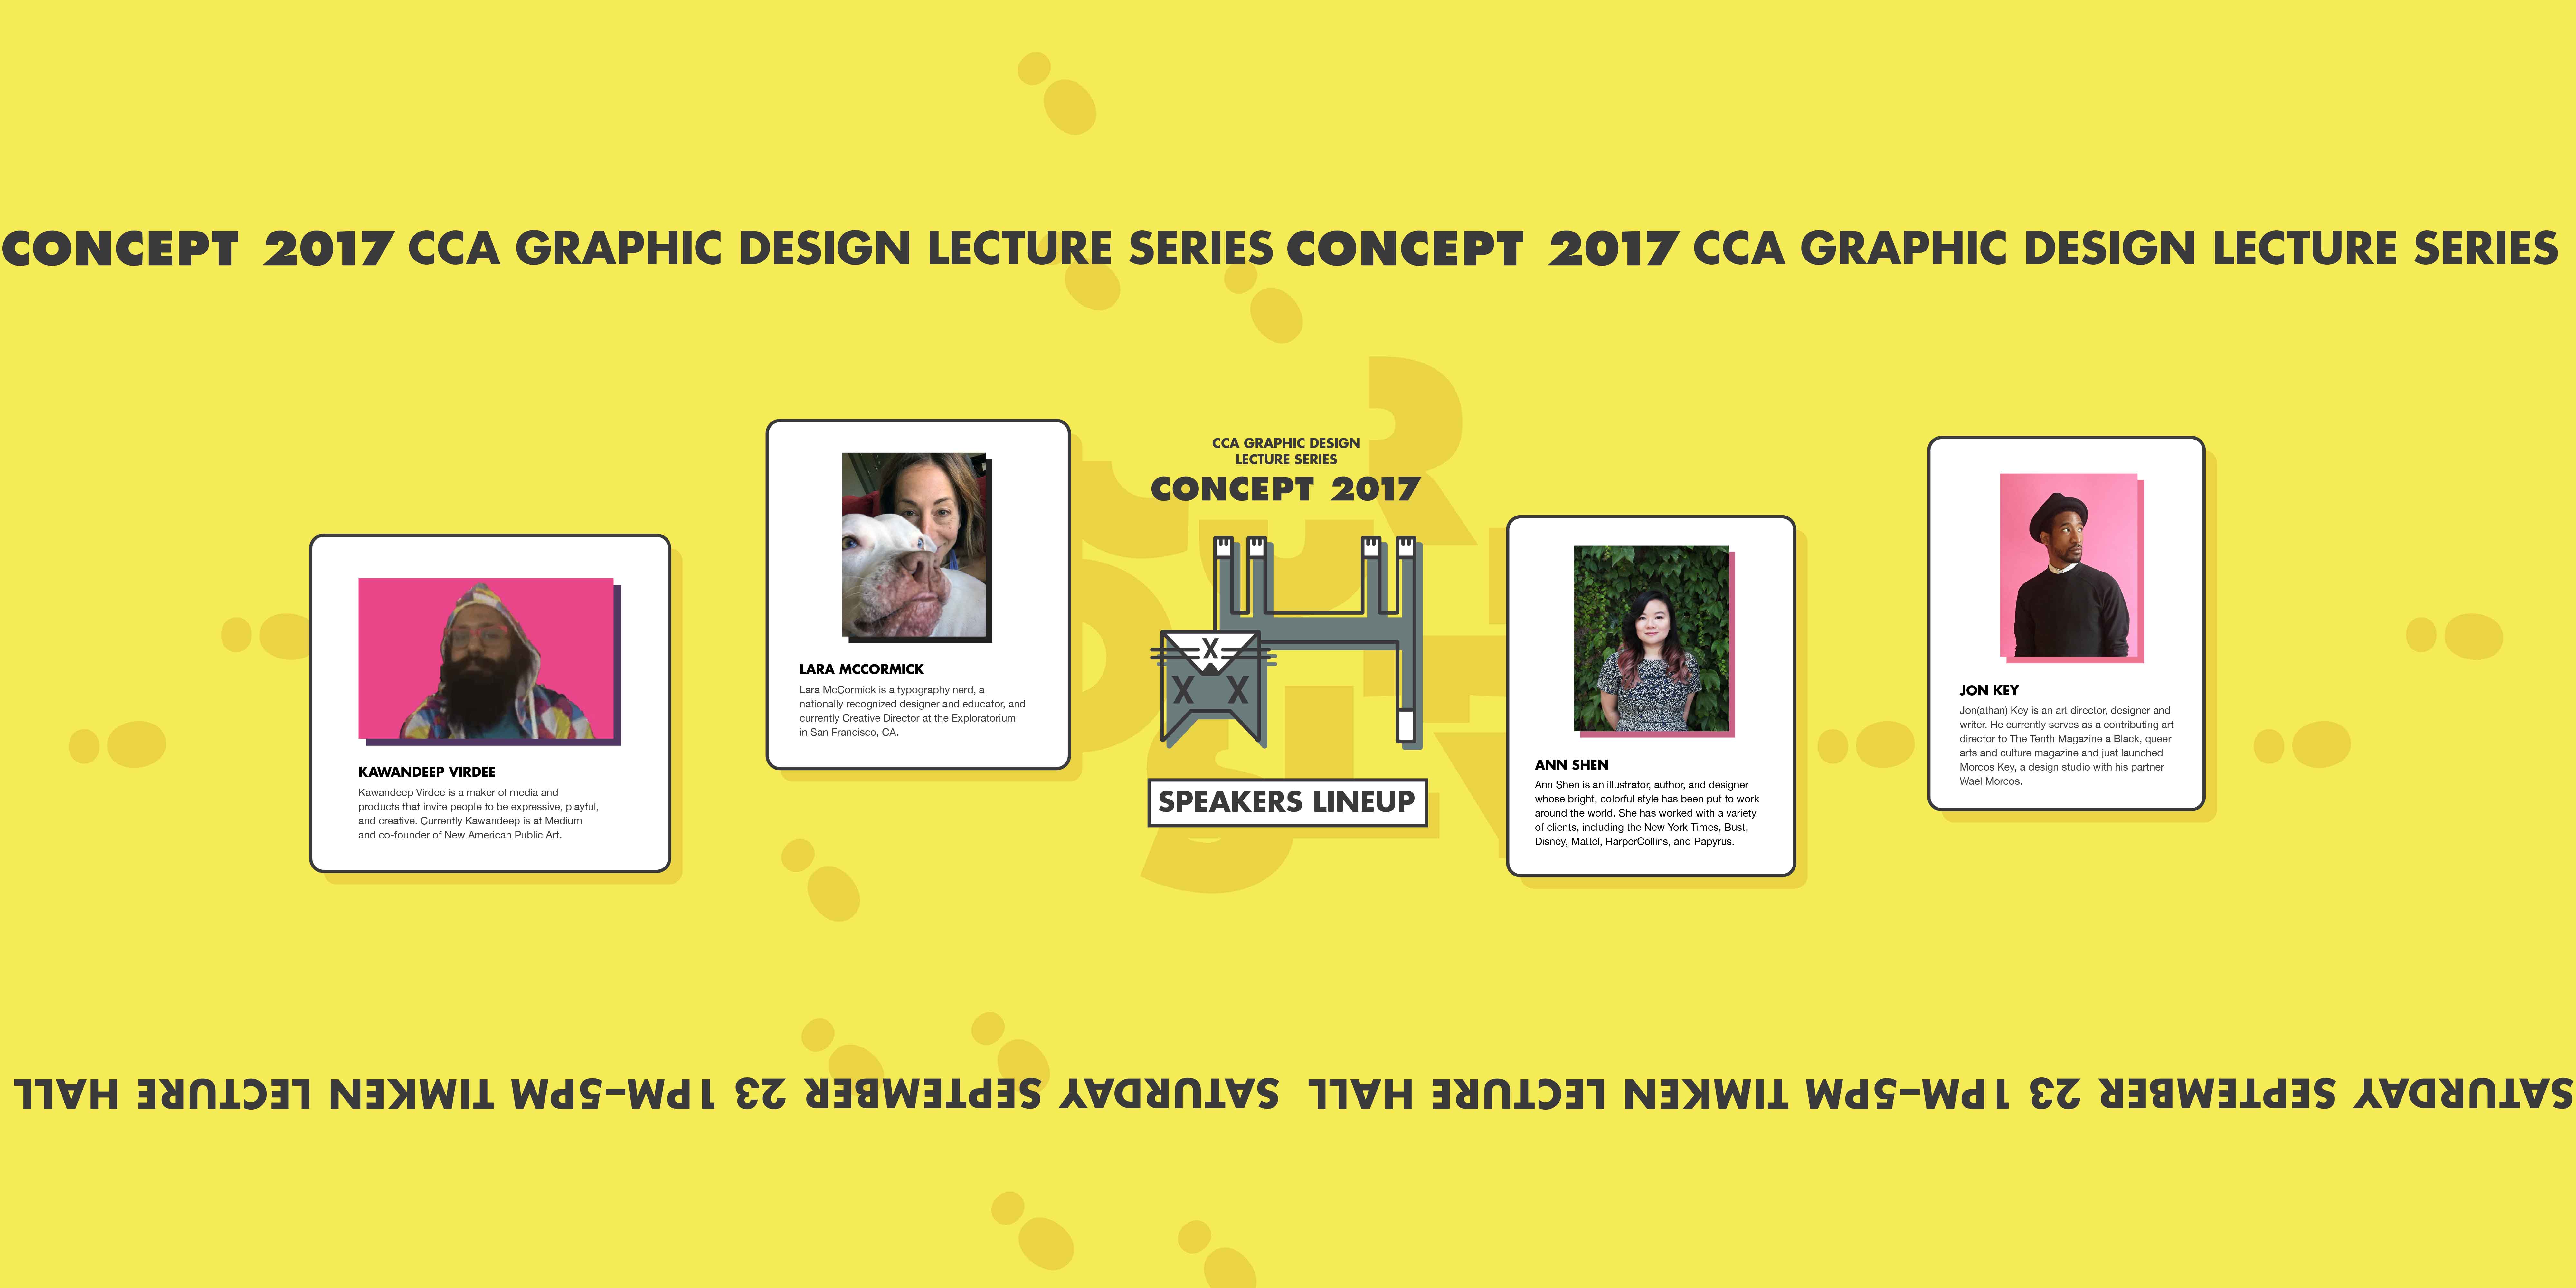 CONCEPT 2017 CCA GRAPHIC DESIGN LECTURE SERIES CONCEPT 2017 CCA GRAPHIC DESIGN LECTURE SERIES
KAWANDEEP VIRDEE
Kawandeep Virdee is a maker of media and
products that invite people to be expressive, playful,
and creative. Currently Kawandeep is at Medium
and co-founder of New American Public Art.
LARA MCCORMICK
Lara McCormick is a typography nerd, a
nationally recognized designer and educator, and
currently Creative Director at the Exploratorium
in San Francisco, CA.
CCA GRAPHIC DESIGN
LECTURE SERIES
CONCEPT 2017
X
X X
SPEAKERS LINEUP
ANN SHEN
Ann Shen is an illustrator, author, and designer
whose bright, colorful style has been put to work
around the world. She has worked with a variety
of clients, including the New York Times, Bust,
Disney, Mattel, HarperCollins, and Papyrus.
JON KEY
Jon(athan) Key is an art director, designer and
writer. He currently serves as a contributing art
director to The Tenth Magazine a Black, queer
arts and culture magazine and just launched
Morcos Key, a design studio with his partner
Wael Morcos.
SATURDAY SEPTEMBER 23 1PM–5PM TIMKEN LECTURE HALL SATURDAY SEPTEMBER 23 1PM–5PM TIMKEN LECTURE HALL